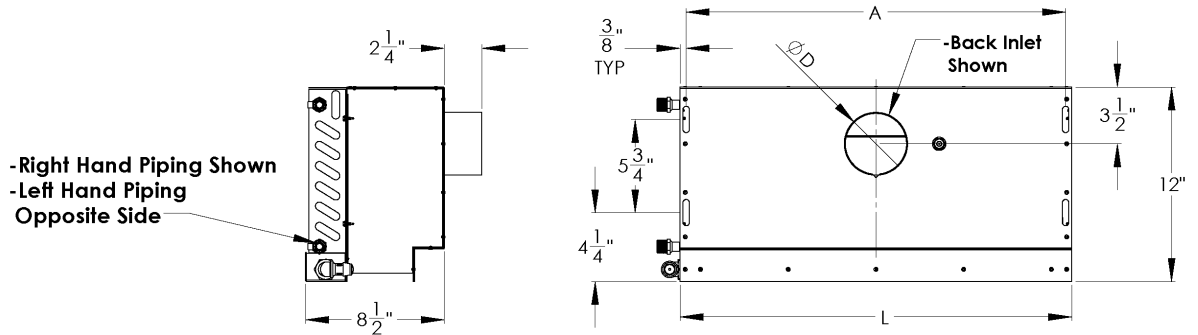 2 1/4"
-Right Hand Piping Shown
-Left Hand Piping
Opposite Side
8 1/2"
3/8"
TYP
A
ØD
-Back Inlet
Shown
3 1/2"
5 3/4"
12"
4 1/4"
L